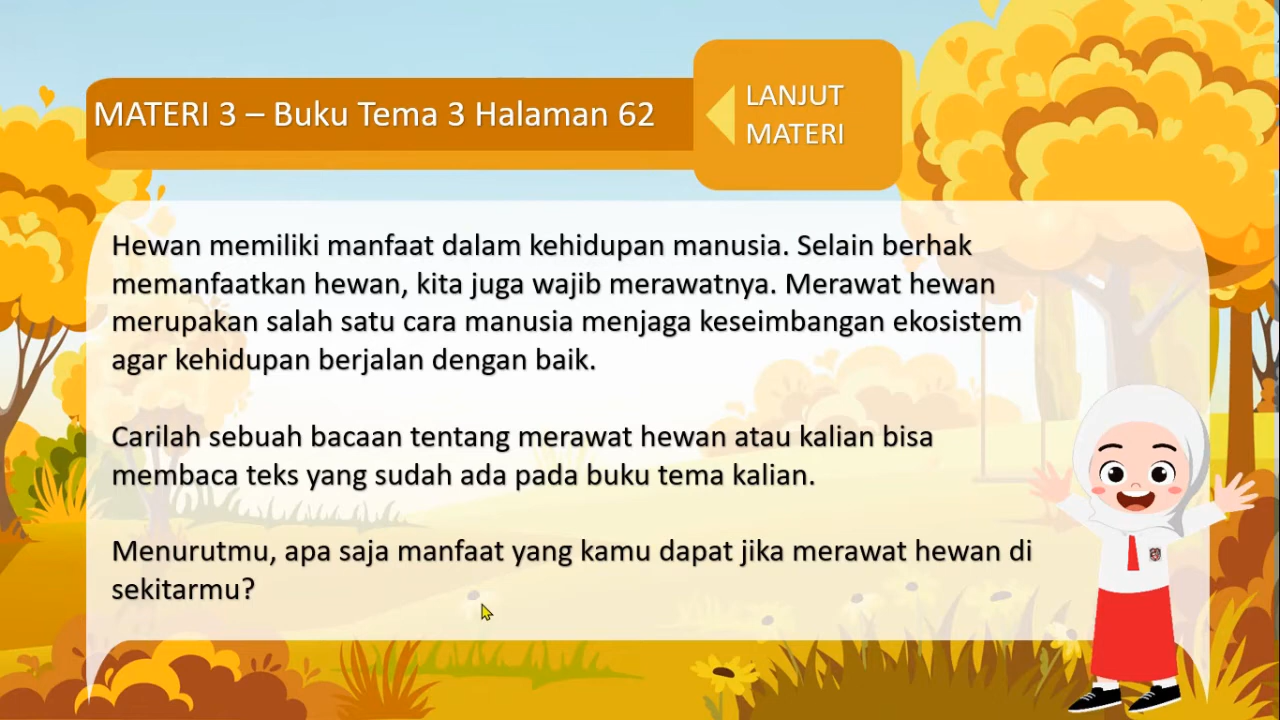 MATERI 3 – Buku Tema 3 Halaman 62
LANJUT
MATERI
Hewan memiliki manfaat dalam kehidupan manusia. Selain berhak
memanfaatkan hewan, kita juga wajib merawatnya. Merawat hewan
merupakan salah satu cara manusia menjaga keseimbangan ekosistem
agar kehidupan berjalan dengan baik.
Carilah sebuah bacaan tentang merawat hewan atau kalian bisa
membaca teks yang sudah ada pada buku tema kalian.
Menurutmu, apa saja manfaat yang kamu dapat jika merawat hewan di
sekitarmu?